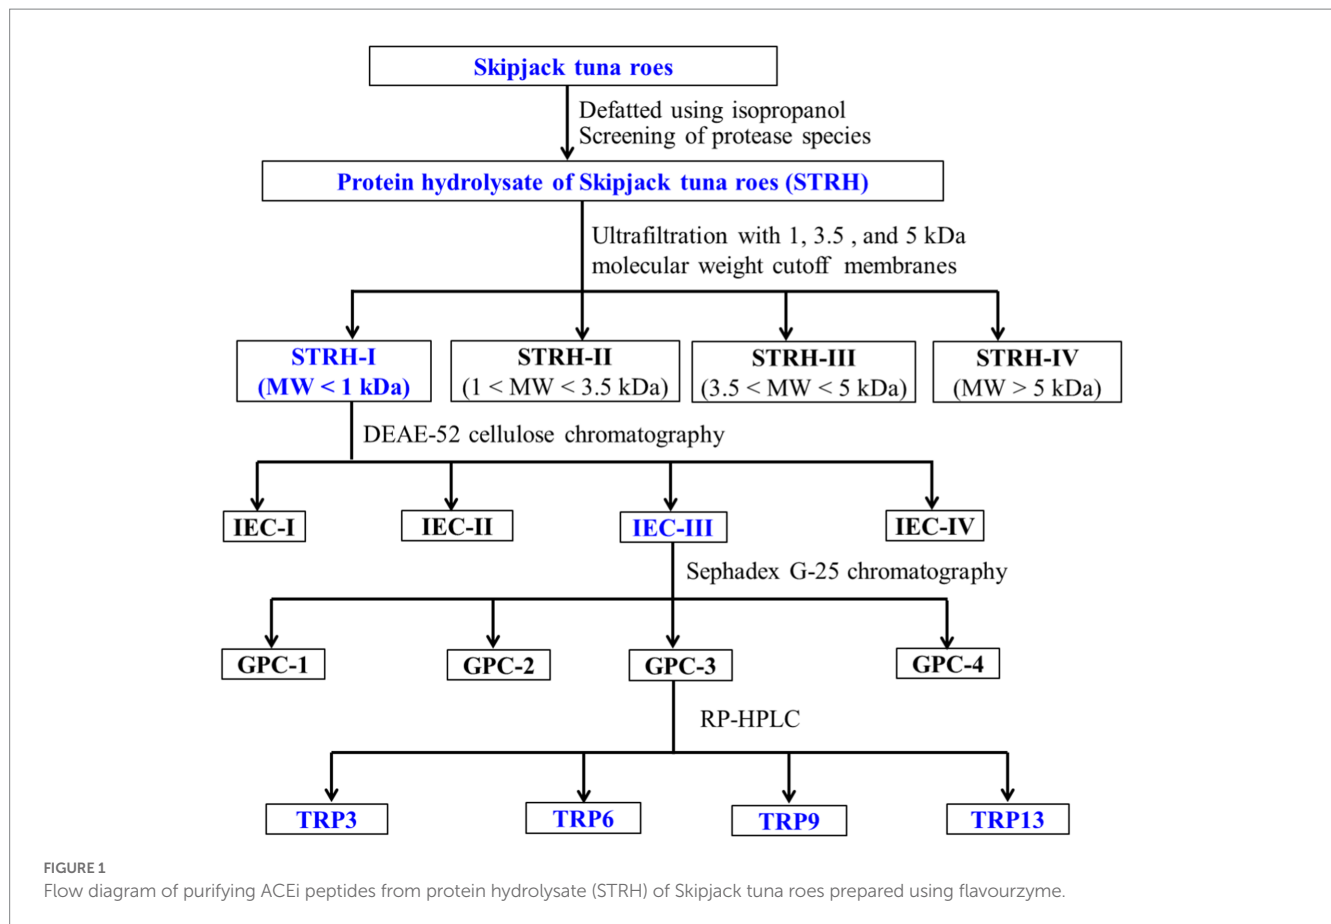 Skipjack tuna roes
Defatted using isopropanol
Screening of protease species
Protein hydrolysate of Skipjack tuna roes (STRH)
Ultrafiltration with 1, 3.5 , and 5 kDa
molecular weight cutoff membranes
STRH-I
(MW < 1 kDa)
STRH-II
(1 < MW < 3.5 kDa)
STRH-III
(3.5 < MW < 5 kDa)
STRH-IV
(MW > 5 kDa)
DEAE-52 cellulose chromatography
IEC-I
IEC-II
IEC-III
IEC-IV
Sephadex G-25 chromatography
GPC-1
GPC-2
GPC-3
GPC-4
RP-HPLC
TRP3
TRP6
TRP9
TRP13
FIGURE 1
Flow diagram of purifying ACEi peptides from protein hydrolysate (STRH) of Skipjack tuna roes prepared using flavourzyme.